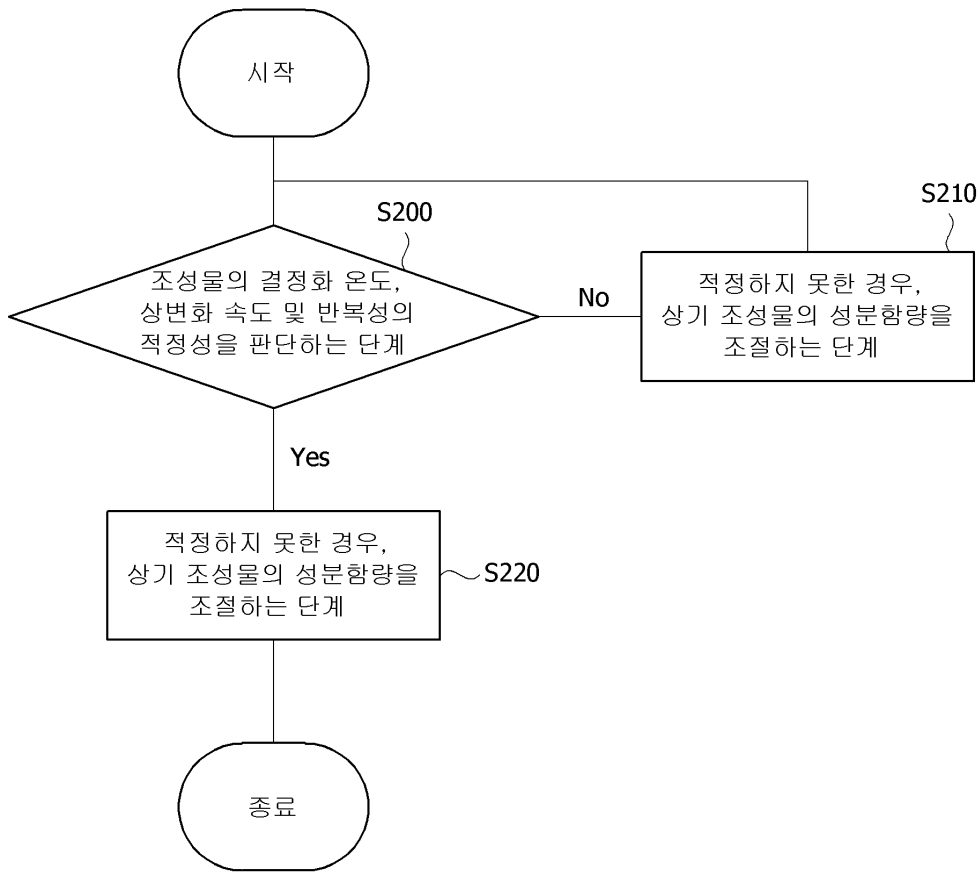 시작
S200
S210
조성물의 결정화 온도,
상변화 속도 및 반복성의
적정성을 판단하는 단계
No
적정하지 못한 경우,
상기 조성물의 성분함량을
조절하는 단계
Yes
적정하지 못한 경우,
상기 조성물의 성분함량을
조절하는 단계
S220
종료